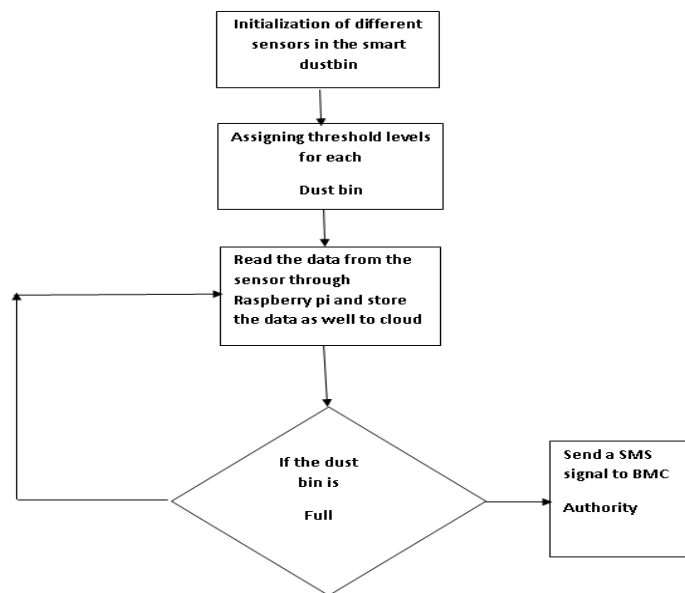 Initialization of different
sensors in the smart
dustbin
Assigning threshold levels
for each
Dust bin
Read the data from the
sensor through
Raspberry pi and store
the data as well to cloud
If the dust
bin is
Full
Send a SMS
signal to BMC
Authority